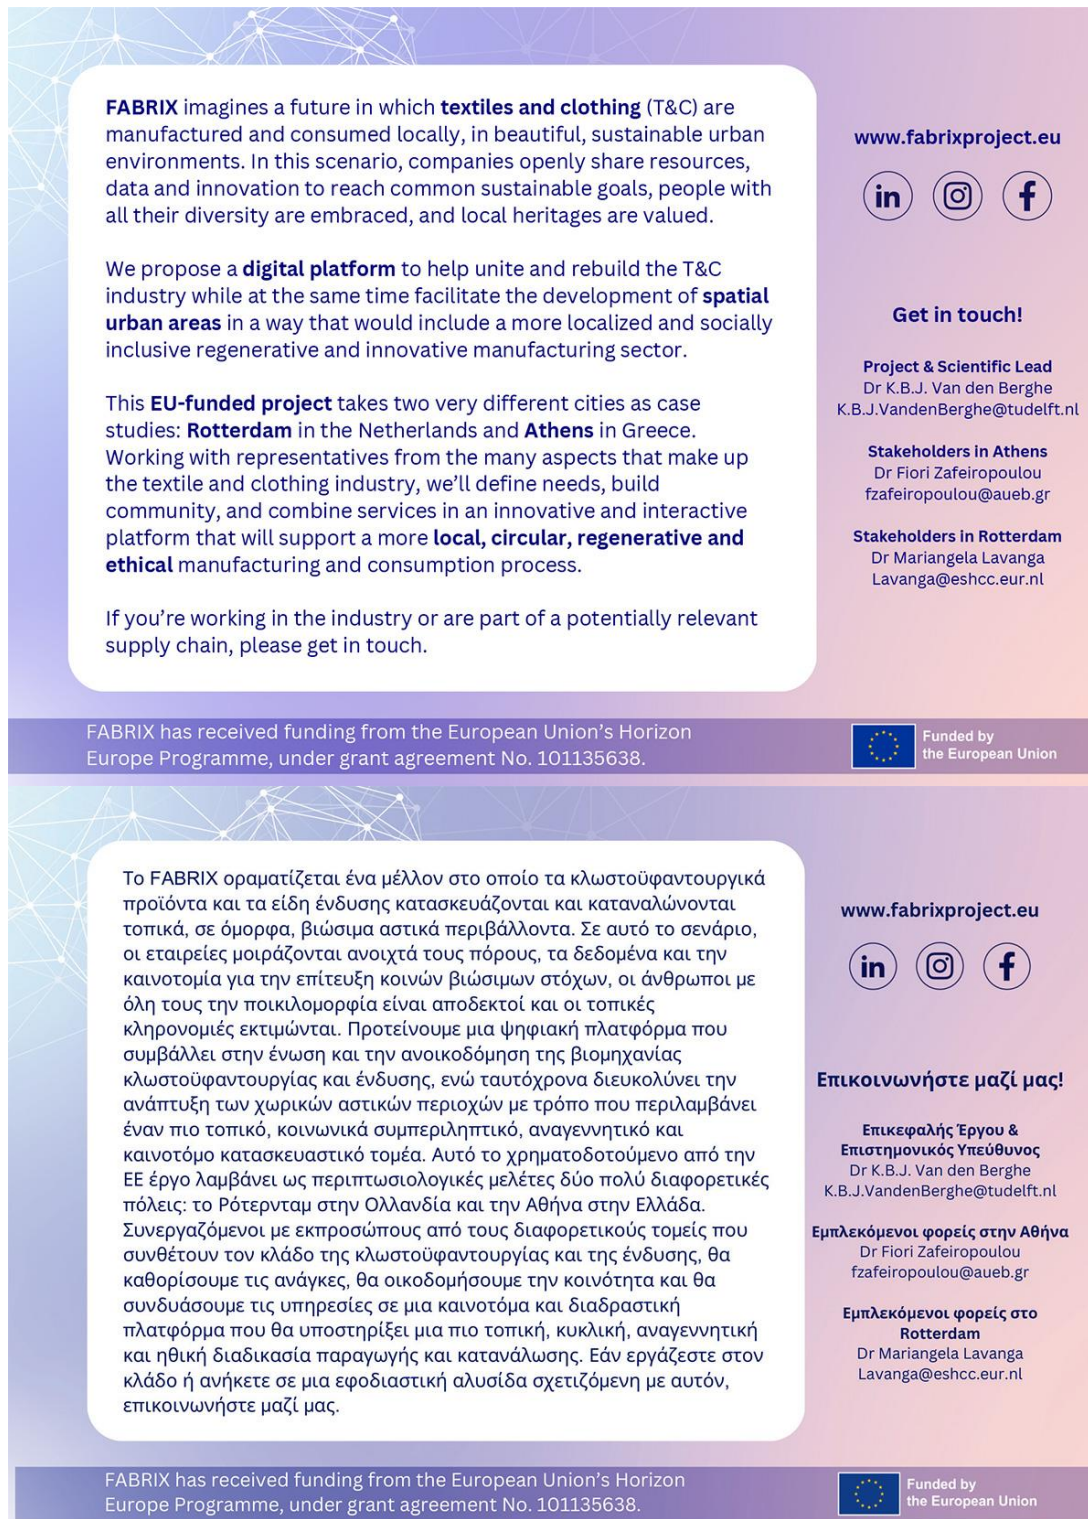 FABRIX imagines a future in which textiles and clothing (T&C) are
manufactured and consumed locally, in beautiful, sustainable urban
environments. In this scenario, companies openly share resources,
data and innovation to reach common sustainable goals, people with
all their diversity are embraced, and local heritages are valued.
We propose a digital platform to help unite and rebuild the T&C
industry while at the same time facilitate the development of spatial
urban areas in a way that would include a more localized and socially
inclusive regenerative and innovative manufacturing sector.
This EU-funded project takes two very different cities as case
studies: Rotterdam in the Netherlands and Athens in Greece.
Working with representatives from the many aspects that make up
the textile and clothing industry, we’ll define needs, build
community, and combine services in an innovative and interactive
platform that will support a more local, circular, regenerative and
ethical manufacturing and consumption process.
If you’re working in the industry or are part of a potentially relevant
supply chain, please get in touch.
www.fabrixproject.eu
in
f
Get in touch!
Project & Scientific Lead
Dr K.B.J. Van den Berghe
K.B.J.VandenBerghe@tudelft.nl
Stakeholders in Athens
Dr Fiori Zafeiropoulou
fzafeiropoulou@aueb.gr
Stakeholders in Rotterdam
Dr Mariangela Lavanga
Lavanga@eshcc.eur.nl
FABRIX has received funding from the European Union’s Horizon
Europe Programme, under grant agreement No. 101135638.
Funded by
the European Union
Το FABRIX οραματίζεται ένα μέλλον στο οποίο τα κλωστοϋφαντουργικά
προϊόντα και τα είδη ένδυσης κατασκευάζονται και καταναλώνονται
τοπικά, σε όμορφα, βιώσιμα αστικά περιβάλλοντα. Σε αυτό το σενάριο,
οι εταιρείες μοιράζονται ανοιχτά τους πόρους, τα δεδομένα και την
καινοτομία για την επίτευξη κοινών βιώσιμων στόχων, οι άνθρωποι με
όλη τους την ποικιλομορφία είναι αποδεκτοί και οι τοπικές
κληρονομιές εκτιμώνται. Προτείνουμε μια ψηφιακή πλατφόρμα που
συμβάλλει στην ένωση και την ανοικοδόμηση της βιομηχανίας
κλωστοϋφαντουργίας και ένδυσης, ενώ ταυτόχρονα διευκολύνει την
ανάπτυξη των χωρικών αστικών περιοχών με τρόπο που περιλαμβάνει
έναν πιο τοπικό, κοινωνικά συμπεριληπτικό, αναγεννητικό και
καινοτόμο κατασκευαστικό τομέα. Αυτό το χρηματοδοτούμενο από την
ΕΕ έργο λαμβάνει ως περιπτωσιολογικές μελέτες δύο πολύ διαφορετικές
πόλεις: το Ρότερνταμ στην Ολλανδία και την Αθήνα στην Ελλάδα.
Συνεργαζόμενοι με εκπροσώπους από τους διαφορετικούς τομείς που
συνθέτουν τον κλάδο της κλωστοϋφαντουργίας και της ένδυσης, θα
καθορίσουμε τις ανάγκες, θα οικοδομήσουμε την κοινότητα και θα
συνδυάσουμε τις υπηρεσίες σε μια καινοτόμα και διαδραστική
πλατφόρμα που θα υποστηρίξει μια πιο τοπική, κυκλική, αναγεννητική
και ηθική διαδικασία παραγωγής και κατανάλωσης. Εάν εργάζεστε στον
κλάδο ή ανήκετε σε μια εφοδιαστική αλυσίδα σχετιζόμενη με αυτόν,
επικοινωνήστε μαζί μας.
www.fabrixproject.eu
in
f
Επικοινωνήστε μαζί μας!
Επικεφαλής Έργου &
Επιστημονικός Υπεύθυνος
Dr K.B.J. Van den Berghe
K.B.J.VandenBerghe@tudelft.nl
Εμπλεκόμενοι φορείς στην Αθήνα
Dr Fiori Zafeiropoulou
fzafeiropoulou@aueb.gr
Εμπλεκόμενοι φορείς στο
Rotterdam
Dr Mariangela Lavanga
Lavanga@eshcc.eur.nl
FABRIX has received funding from the European Union’s Horizon
Europe Programme, under grant agreement No. 101135638.
Funded by
the European Union